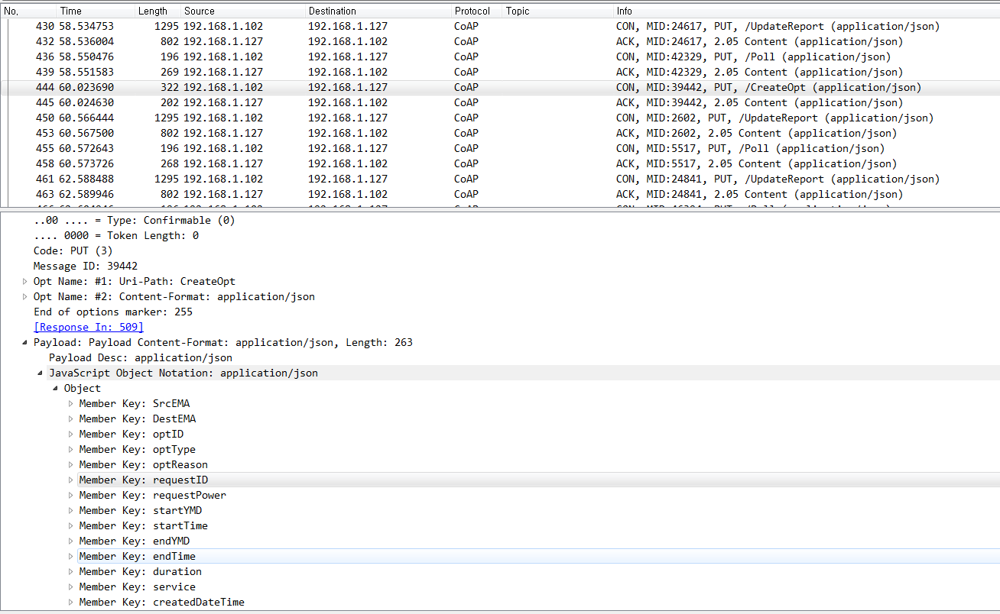 No. Time Length Source Destination Protocol Topic Info
430 58.534753 1295 192.168.1.102 192.168.1.127 CoAP CON, MID:24617, PUT, /UpdateReport (application/json)
432 58.536004 802 192.168.1.127 192.168.1.102 CoAP ACK, MID:24617, 2.05 Content (application/json)
436 58.550476 196 192.168.1.102 192.168.1.127 CoAP CON, MID:42329, PUT, /Poll (application/json)
439 58.551583 269 192.168.1.127 192.168.1.102 CoAP ACK, MID:42329, 2.05 Content (application/json)
444 60.023690 322 192.168.1.102 192.168.1.127 CoAP CON, MID:39442, PUT, /CreateOpt (application/json)
445 60.024630 202 192.168.1.127 192.168.1.102 CoAP ACK, MID:39442, 2.05 Content (application/json)
450 60.566444 1295 192.168.1.102 192.168.1.127 CoAP CON, MID:2602, PUT, /UpdateReport (application/json)
453 60.567500 802 192.168.1.127 192.168.1.102 CoAP ACK, MID:2602, 2.05 Content (application/json)
455 60.572643 196 192.168.1.102 192.168.1.127 CoAP CON, MID:5517, PUT, /Poll (application/json)
458 60.573726 268 192.168.1.127 192.168.1.102 CoAP ACK, MID:5517, 2.05 Content (application/json)
461 62.588488 1295 192.168.1.102 192.168.1.127 CoAP CON, MID:24841, PUT, /UpdateReport (application/json)
463 62.589946 802 192.168.1.127 192.168.1.102 CoAP ACK, MID:24841, 2.05 Content (application/json)
..00 .... = Type: Confirmable (0)
.... 0000 = Token Length: 0
Code: PUT (3)
Message ID: 39442
Opt Name: #1: Uri-Path: CreateOpt
Opt Name: #2: Content-Format: application/json
End of options marker: 255
[Response In: 509]
Payload: Payload Content-Format: application/json, Length: 263
Payload Desc: application/json
JavaScript Object Notation: application/json
Object
Member Key: SrcEMA
Member Key: DestEMA
Member Key: optID
Member Key: optType
Member Key: optReason
Member Key: requestID
Member Key: requestPower
Member Key: startYMD
Member Key: startTime
Member Key: endYMD
Member Key: endTime
Member Key: duration
Member Key: service
Member Key: createdDateTime